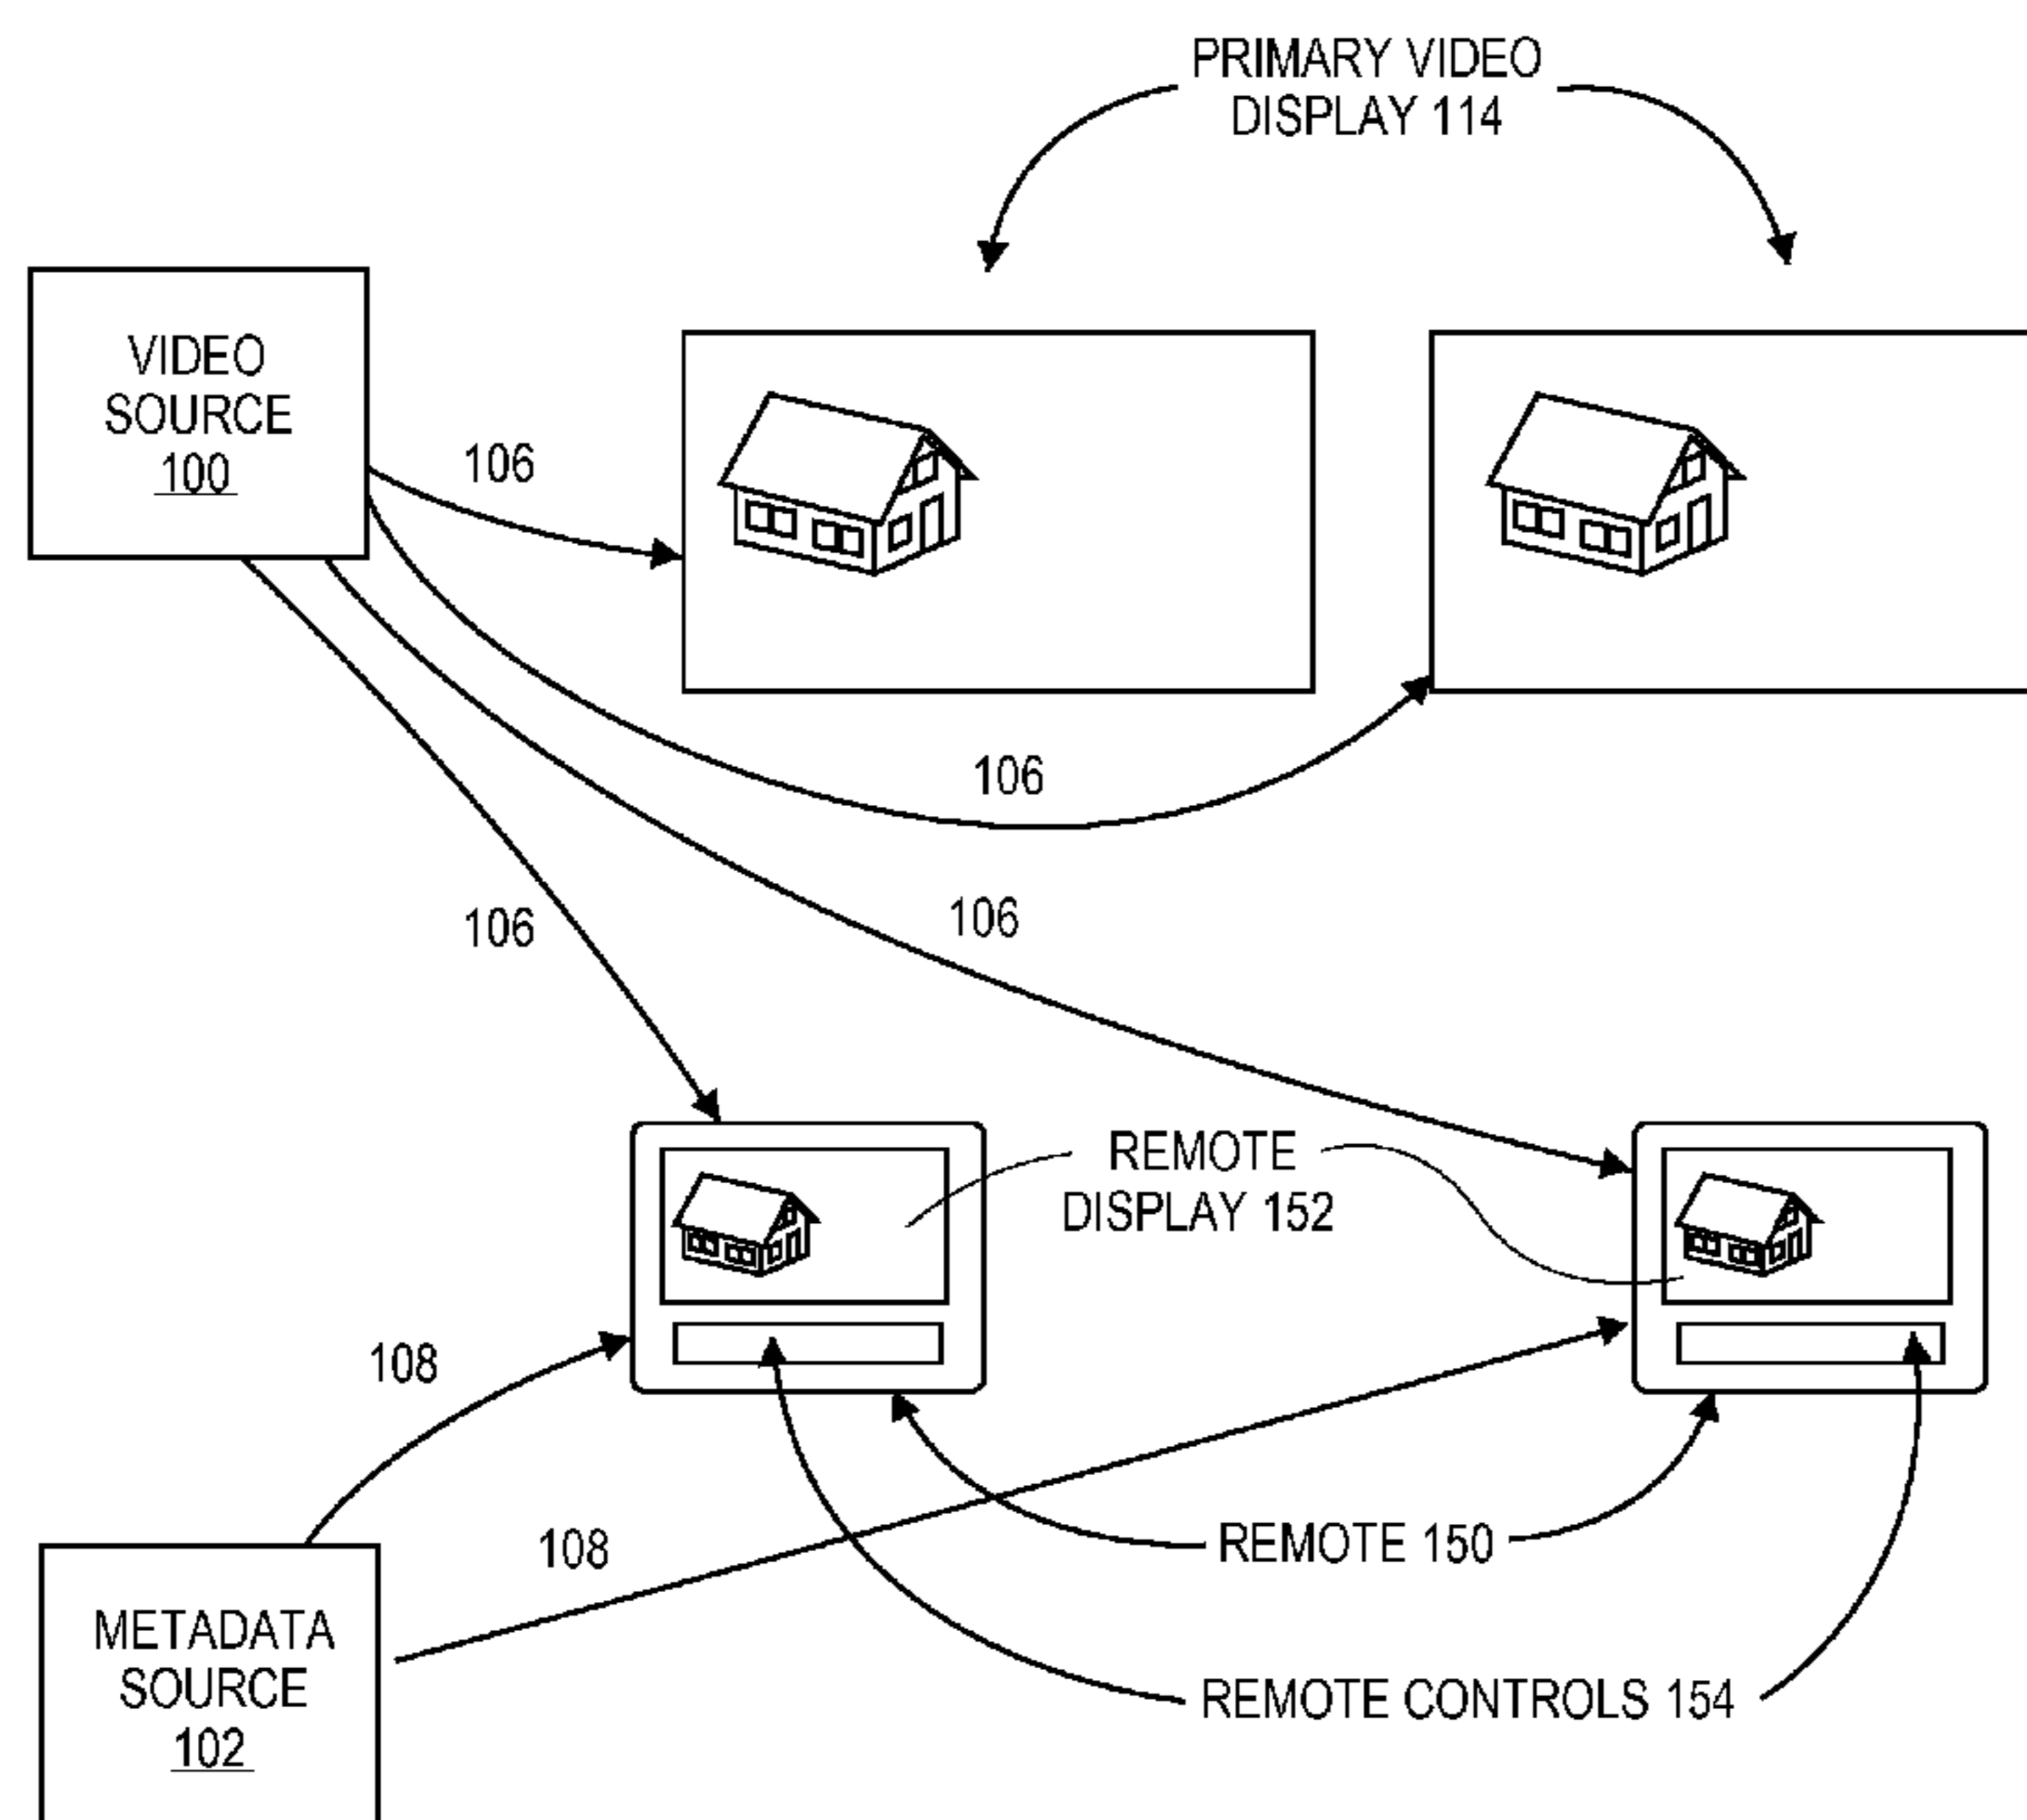 PRIMARY VIDEO
DISPLAY 114
VIDEO
SOURCE
100
106
106
106
106
REMOTE
DISPLAY 152
108
108
REMOTE 150
METADATA
SOURCE
102
REMOTE CONTROLS 154